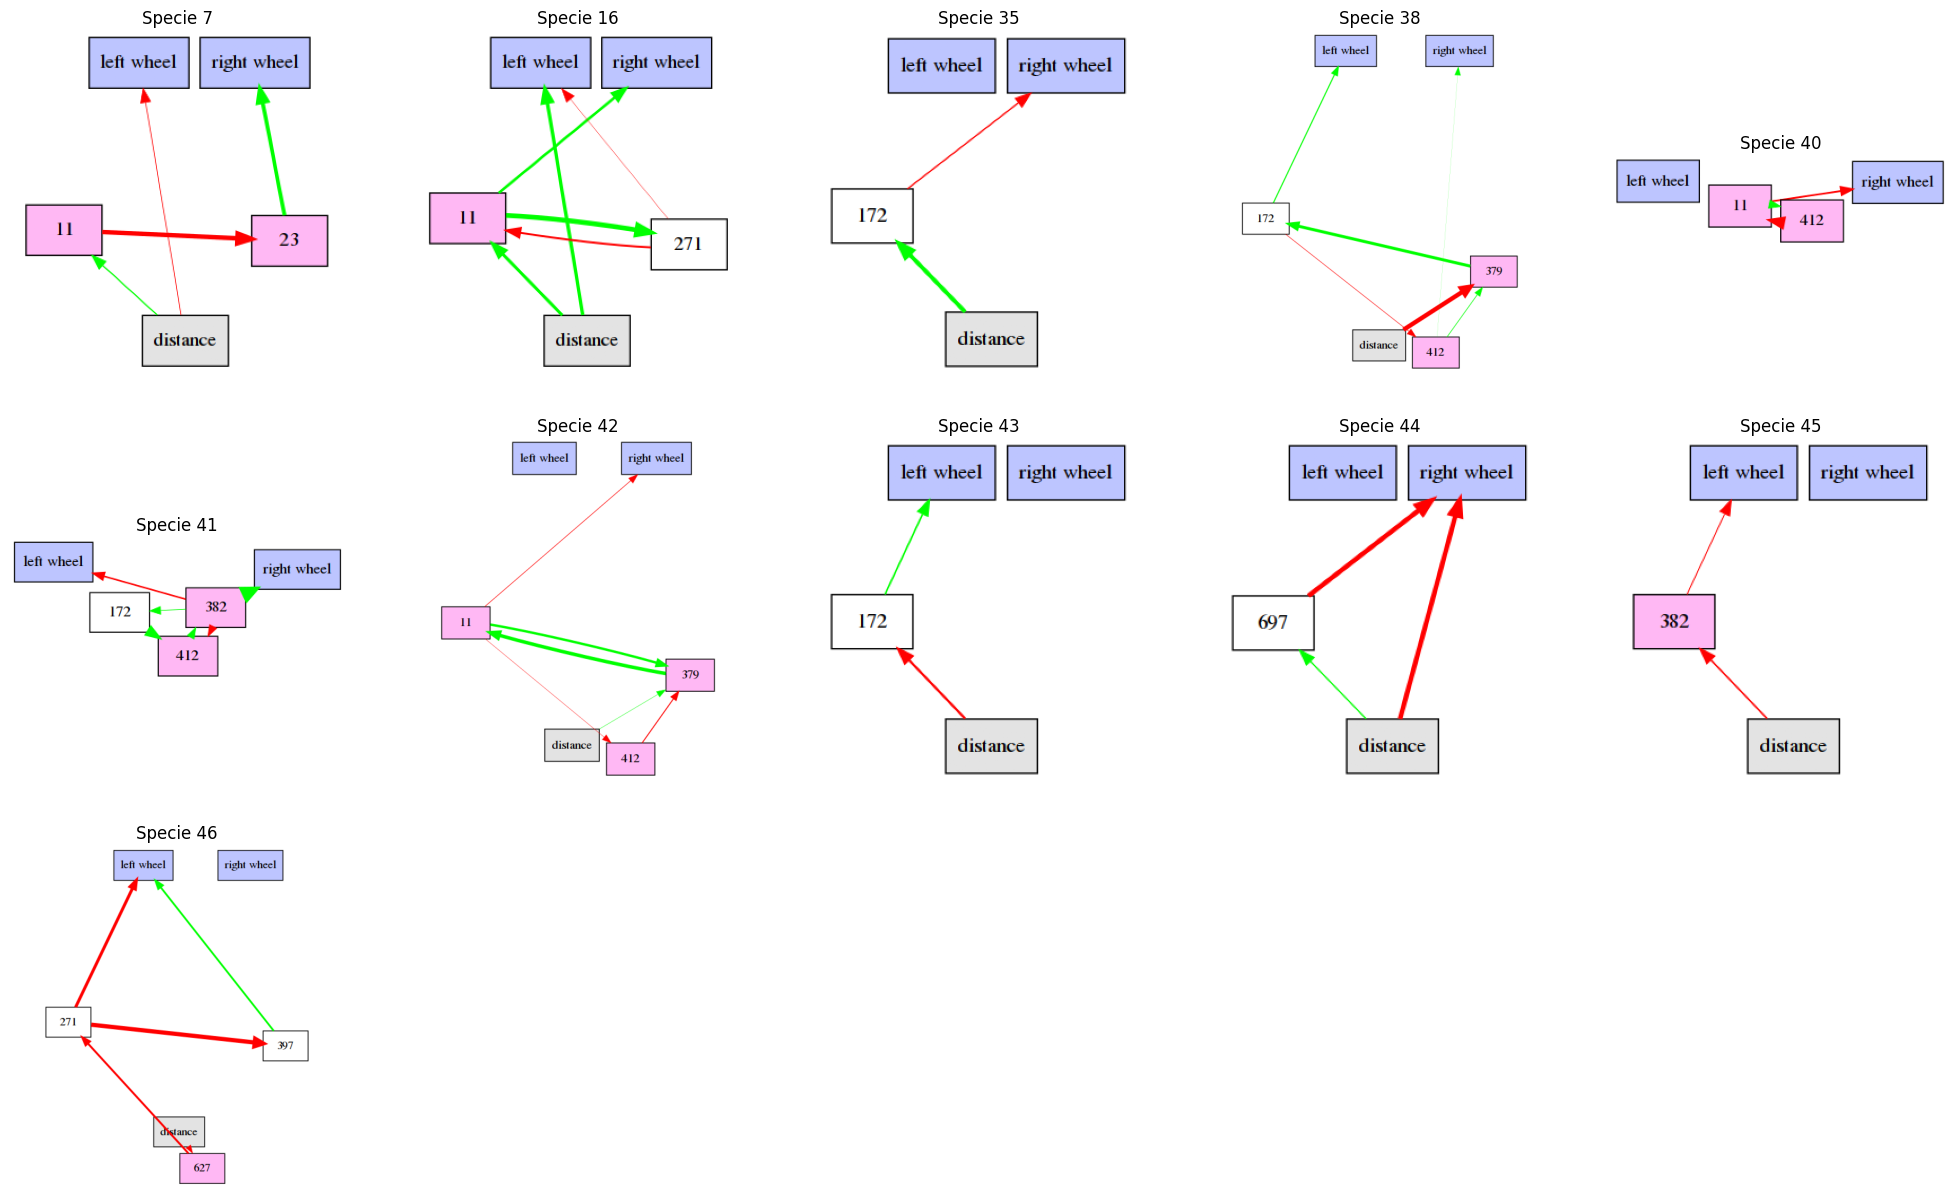 Specie 7
left wheel
right wheel
11
23
distance
Specie 16
left wheel
right wheel
11
271
distance
Specie 35
left wheel
right wheel
172
distance
Specie 38
left wheel
right wheel
172
379
distance
412
Specie 40
left wheel
right wheel
11
412
Specie 41
left wheel
right wheel
172
382
412
Specie 42
left wheel
right wheel
11
379
distance
412
Specie 43
left wheel
right wheel
172
distance
Specie 44
left wheel
right wheel
697
distance
Specie 45
left wheel
right wheel
382
distance
Specie 46
left wheel
right wheel
271
397
distance
627